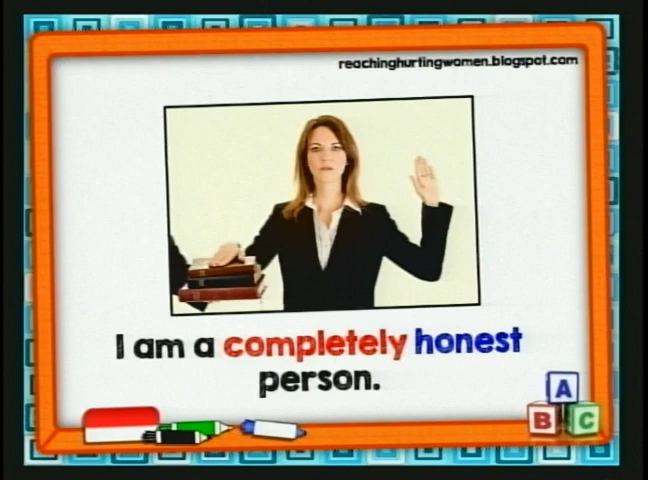 reachinghurtingwomen.blogspot.com
I am a completely honest
person.
A
B C